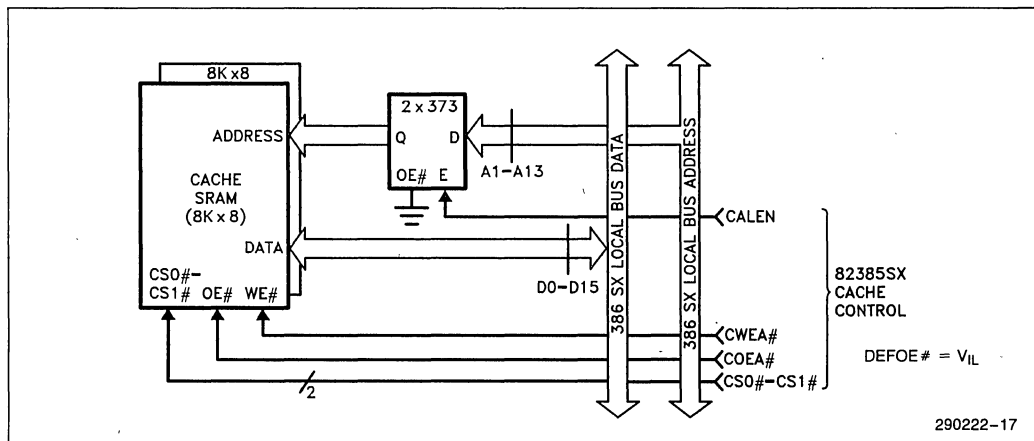 8K x 8
2 x 373
ADDRESS
Q
D
A1-A13
OE# E
CACHE
SRAM
(8K x 8)
DATA
D0-D15
CS0#-
CS1# OE# WE#
2
386 SX LOCAL BUS DATA
386 SX LOCAL BUS ADDRESS
CALEN
CWEA#
COEA#
CS0#-CS1#
82385SX
CACHE
CONTROL
DEFOE# = VIL
290222-17